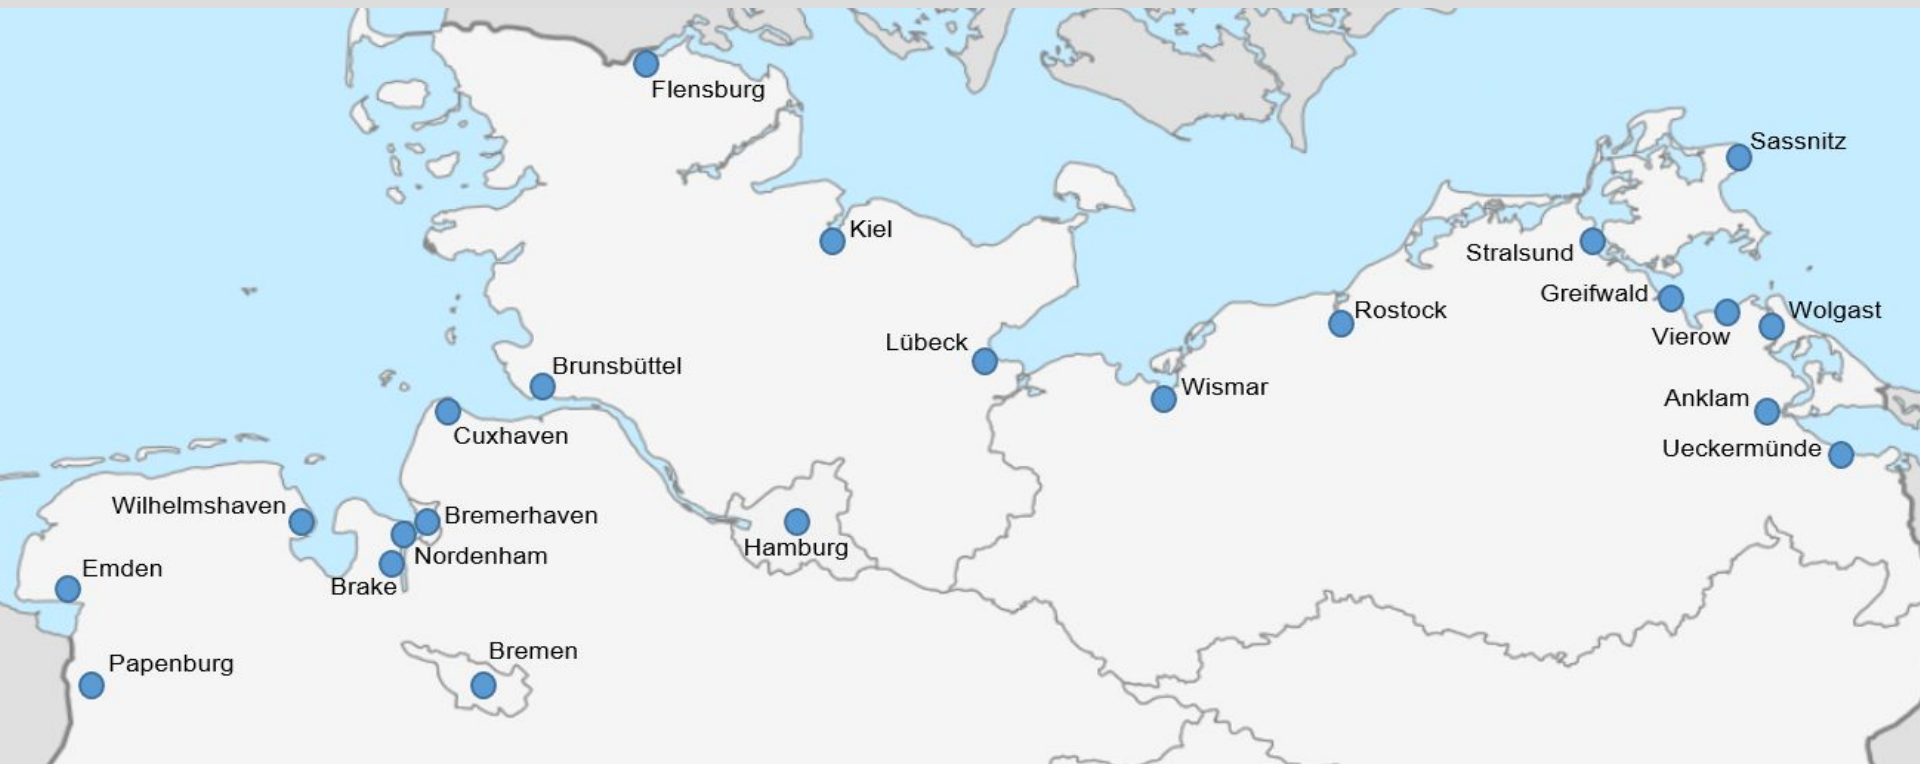 Flensburg
Sassnitz
Kiel
Stralsund
Greifwald
Rostock
Wolgast
Vierow
Lübeck
Brunsbüttel
Wismar
Anklam
Cuxhaven
Ueckermünde
Wilhelmshaven
Bremerhaven
Hamburg
Nordenham
Emden
Brake
Bremen
Papenburg